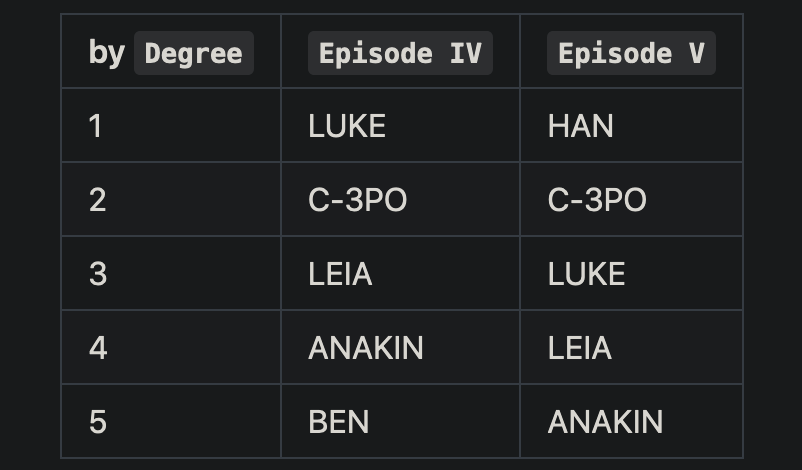 by Degree Episode IV Episode V
1 LUKE HAN
2 C-3PO C-3PO
3 LEIA LUKE
4 ANAKIN LEIA
5 BEN ANAKIN